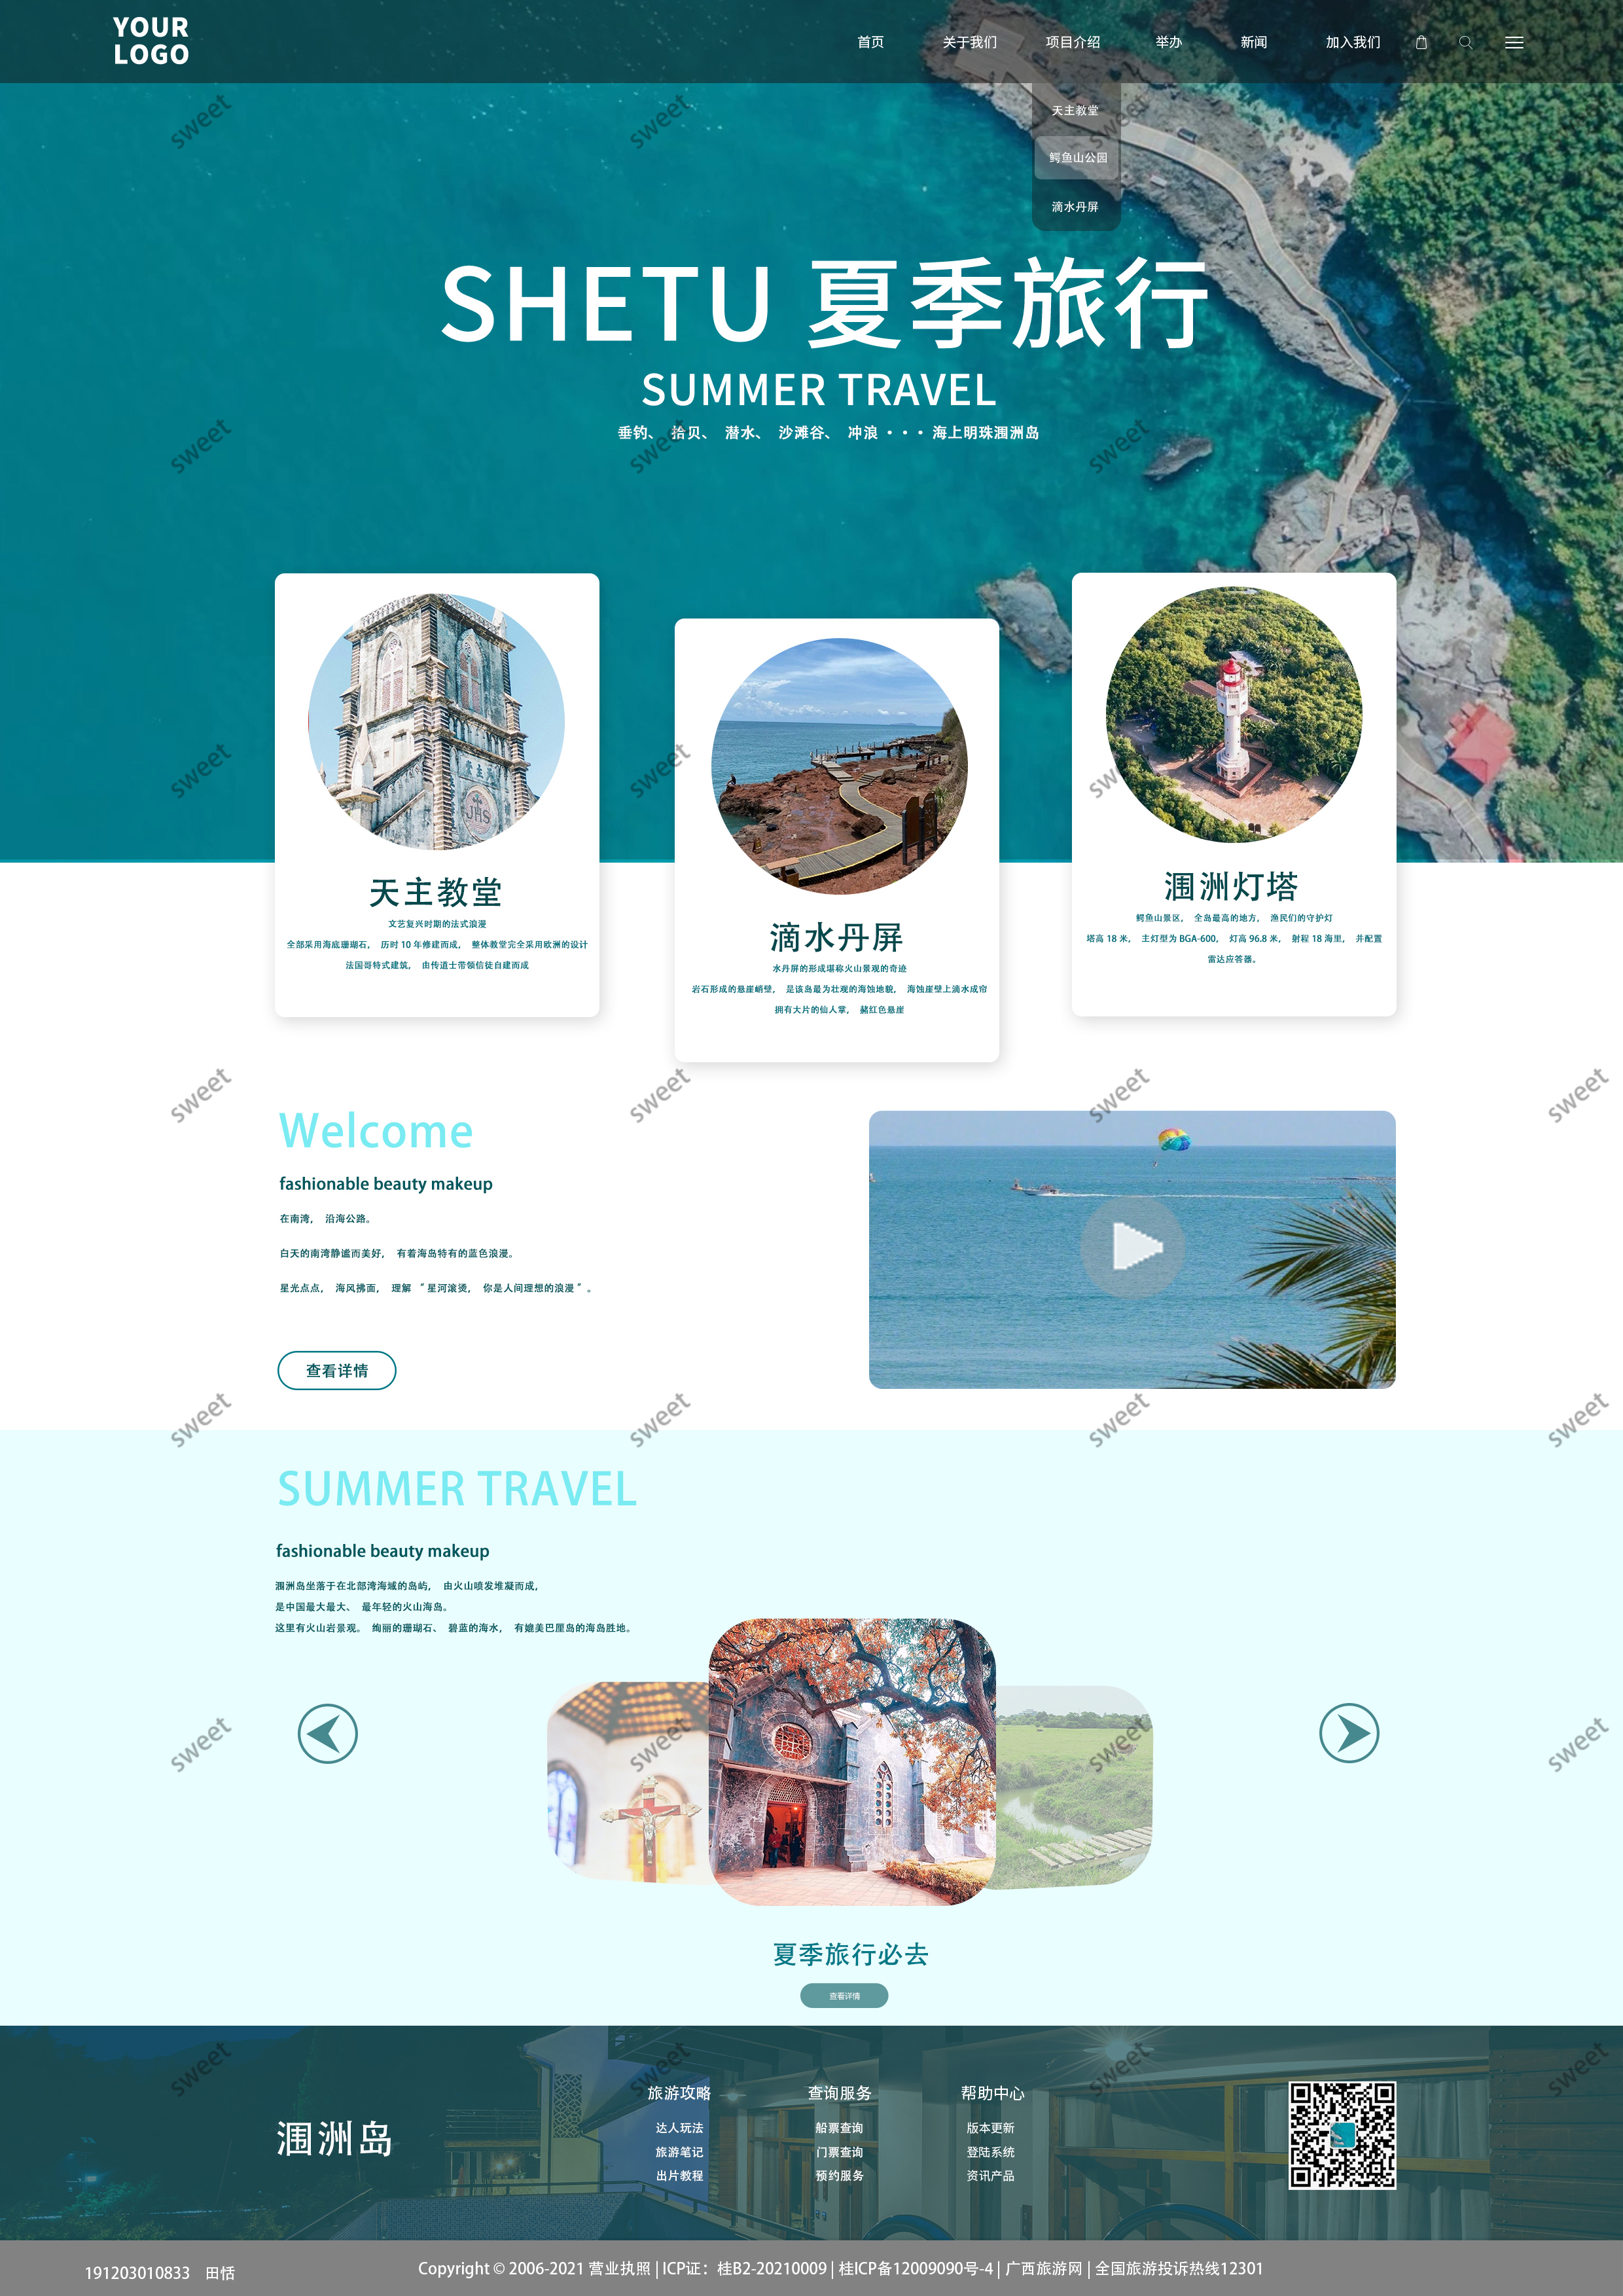 YOUR
LOGO
首页 关于我们 项目介绍 举办 新闻 加入我们
天主教堂
鳄鱼山公园
滴水丹屏
SHETU 夏季旅行
SUMMER TRAVEL
垂钓、 拾贝、 潜水、 沙滩谷、 冲浪 · · · 海上明珠涠洲岛
天主教堂
文艺复兴时期的法式浪漫
全部采用海底珊瑚石， 历时 10 年修建而成， 整体教堂完全采用欧洲的设计
法国哥特式建筑， 由传道士带领信徒自建而成
滴水丹屏
水丹屏的形成堪称火山景观的奇迹
岩石形成的悬崖峭壁， 是该岛最为壮观的海蚀地貌， 海蚀崖壁上滴水成帘
拥有大片的仙人掌， 赭红色悬崖
涠洲灯塔
鳄鱼山景区， 全岛最高的地方， 渔民们的守护灯
塔高 18 米， 主灯型为 BGA-600， 灯高 96.8 米， 射程 18 海里， 并配置
雷达应答器。
Welcome
fashionable beauty makeup
在南湾， 沿海公路。
白天的南湾静谧而美好， 有着海岛特有的蓝色浪漫。
星光点点， 海风拂面， 理解 “ 星河滚烫， 你是人间理想的浪漫 ” 。
查看详情
SUMMER TRAVEL
fashionable beauty makeup
涠洲岛坐落于在北部湾海域的岛屿， 由火山喷发堆凝而成，
是中国最大最大、 最年轻的火山海岛。
这里有火山岩景观。 绚丽的珊瑚石、 碧蓝的海水， 有媲美巴厘岛的海岛胜地。
夏季旅行必去
查看详情
涠洲岛
旅游攻略 查询服务 帮助中心
达人玩法 船票查询 版本更新
旅游笔记 门票查询 登陆系统
出片教程 预约服务 资讯产品
191203010833 田恬
Copyright © 2006-2021 营业执照 | ICP证：桂B2-20210009 | 桂ICP备12009090号-4 | 广西旅游网 | 全国旅游投诉热线12301
sweet